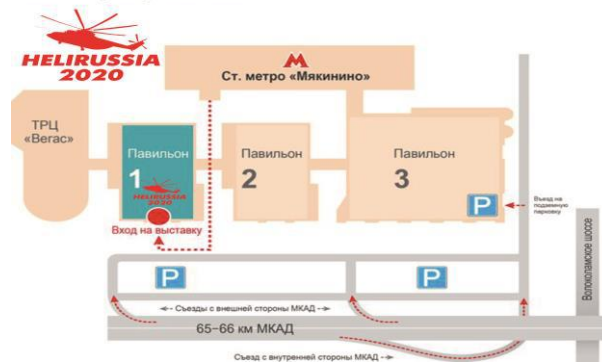 HELIRUSSIA
2020
М
Ст. метро «Мякинино»
ТРЦ
«Вегас»
Павильон
1
HELIRUSSIA
2020
Вход на выставку
Павильон
2
Павильон
3
P
Въезд на
подземную
парковку
P
P
Съезды с внешней стороны МКАД
65–66 км МКАД
Съезд с внутренней стороны МКАД
Волоколамское шоссе